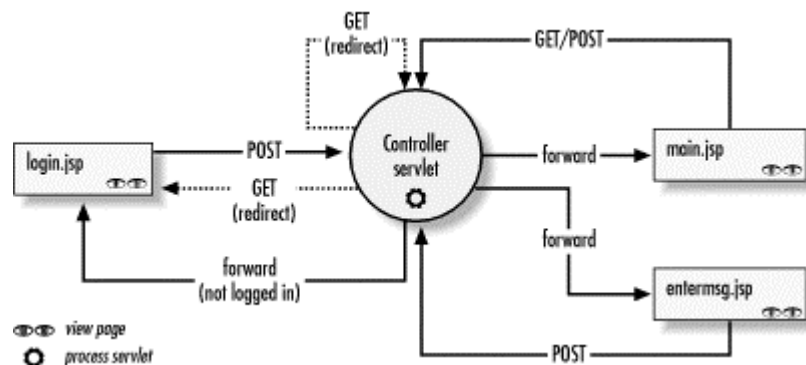 GET
(redirect)
GET/POST
login.jsp
POST
Controller
servlet
forward
main.jsp
GET
(redirect)
forward
forward
(not logged in)
entermsg.jsp
view page
process servlet
POST